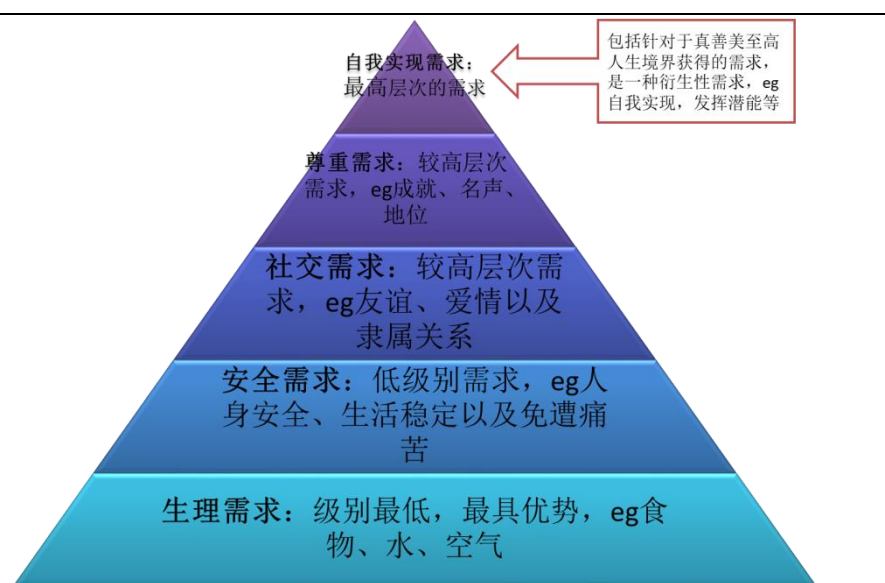 自我实现需求：
最高层次的需求
包括针对于真善美至高
人生境界获得的需求，
是一种衍生性需求，eg
自我实现，发挥潜能等
尊重需求：较高层次
需求，eg成就、名声、
地位
社交需求：较高层次需
求，eg友谊、爱情以及
隶属关系
安全需求：低级别需求，eg人
身安全、生活稳定以及免遭痛
苦
生理需求：级别最低，最具优势，eg食
物、水、空气